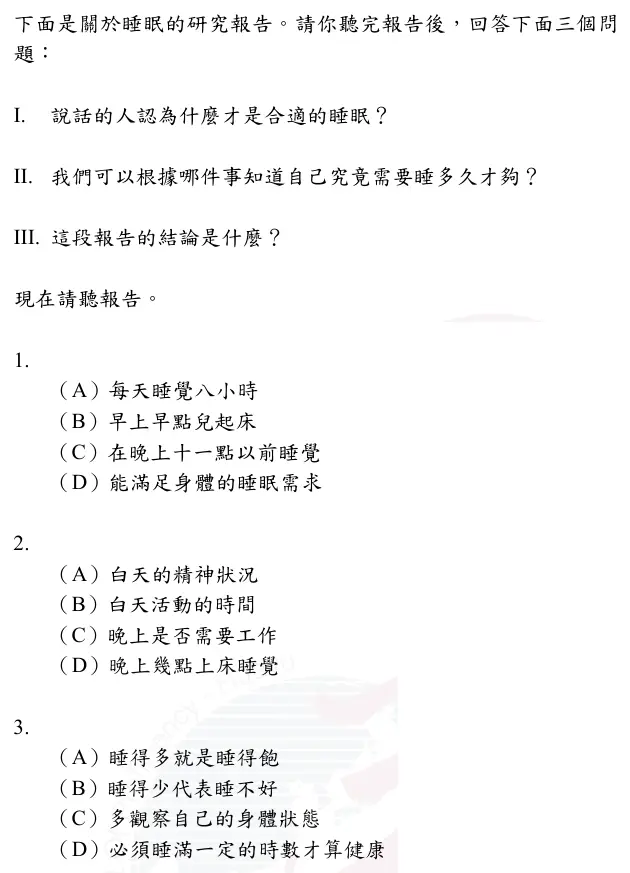 下面是關於睡眠的研究報告。請你聽完報告後，回答下面三個問
題：
I. 說話的人認為什麼才是合適的睡眠？
II. 我們可以根據哪件事知道自己究竟需要睡多久才夠？
III. 這段報告的結論是什麼？
現在請聽報告。
1.
（A）每天睡覺八小時
（B）早上早點兒起床
（C）在晚上十一點以前睡覺
（D）能滿足身體的睡眠需求
2.
（A）白天的精神狀況
（B）白天活動的時間
（C）晚上是否需要工作
（D）晚上幾點上床睡覺
3.
（A）睡得多就是睡得飽
（B）睡得少代表睡不好
（C）多觀察自己的身體狀態
（D）必須睡滿一定的時數才算健康